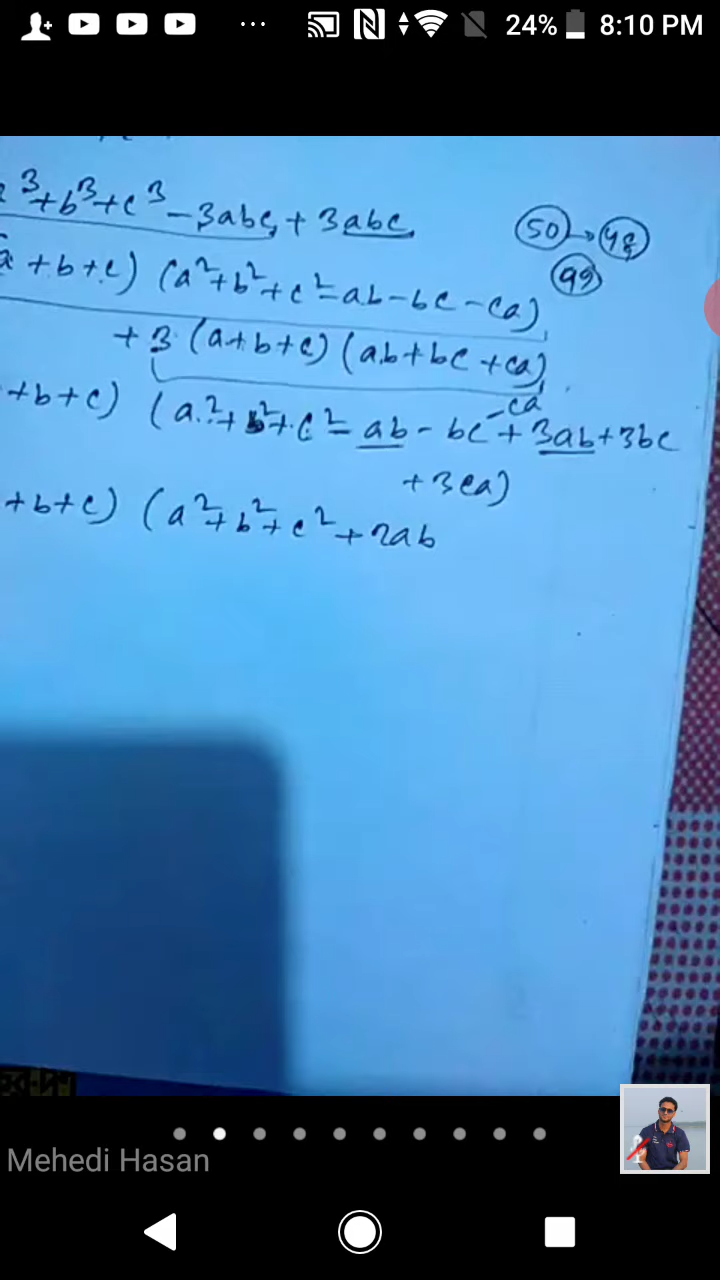 24% 8:10 PM
3+b³+c³-3abc+3abc
50→48
99
a+b+c) (a²+b²+c²-ab-bc-ca)
+3(a+b+c)(ab+bc+ca)
+b+c) (a²+b²+c²-ab-bc-ca+3ab+3bc
+3ca)
+b+c) (a²+b²+c²+2ab
Mehedi Hasan